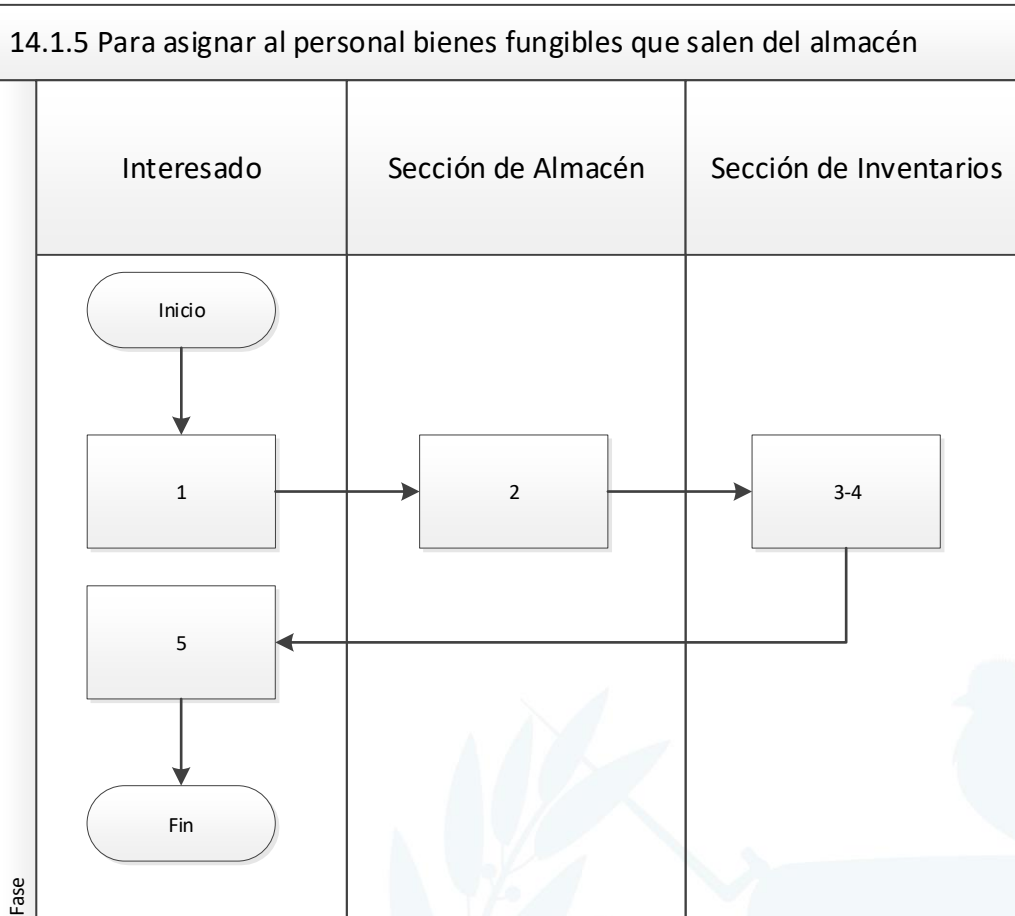 14.1.5 Para asignar al personal bienes fungibles que salen del almacén
Interesado
Sección de Almacén
Sección de Inventarios
Inicio
1
2
3-4
5
Fin
Fase